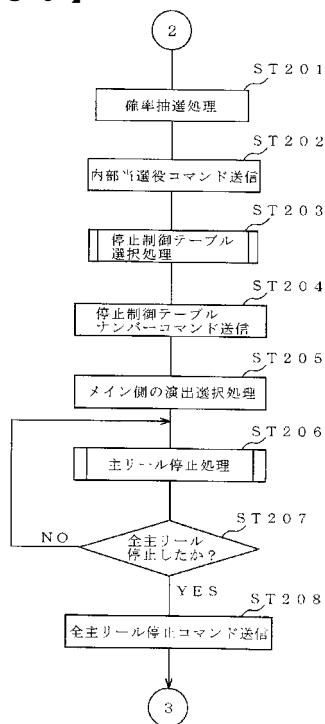 2
ST201
確率抽選処理
ST202
内部当選役コマンド送信
ST203
停止制御テーブル
選択処理
ST204
停止制御テーブル
ナンバーコマンド送信
ST205
メイン側の演出選択処理
ST206
主リール停止処理
ST207
全主リール
停止したか?
NO
YES
ST208
全主リール停止コマンド送信
3